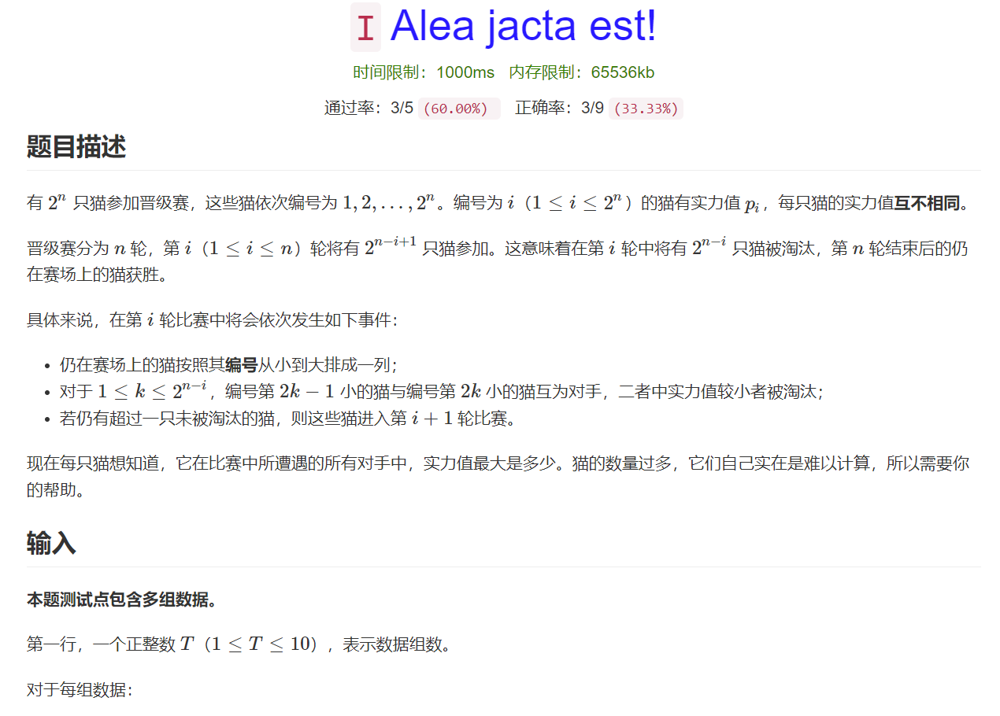 I Alea jacta est!
时间限制：1000ms 内存限制：65536kb
通过率：3/5 (60.00%) 正确率：3/9 (33.33%)
题目描述
有 2^n 只猫参加晋级赛，这些猫依次编号为 1, 2, …, 2^n。编号为 i（1 ≤ i ≤ 2^n）的猫有实力值 p_i，每只猫的实力值互不相同。
晋级赛分为 n 轮，第 i（1 ≤ i ≤ n）轮将有 2^{n−i+1} 只猫参加。这意味着在第 i 轮中将有 2^{n−i} 只猫被淘汰，第 n 轮结束后的仍
在赛场上的猫获胜。
具体来说，在第 i 轮比赛中将会依次发生如下事件：
• 仍在赛场上的猫按照其编号从小到大排成一列；
• 对于 1 ≤ k ≤ 2^{n−i}，编号第 2k − 1 小的猫与编号第 2k 小的猫互为对手，二者中实力值较小者被淘汰；
• 若仍有超过一只未被淘汰的猫，则这些猫进入第 i + 1 轮比赛。
现在每只猫想知道，它在比赛中所遭遇的所有对手中，实力值最大是多少。猫的数量过多，它们自己实在是难以计算，所以需要你
的帮助。
输入
本题测试点包含多组数据。
第一行，一个正整数 T（1 ≤ T ≤ 10），表示数据组数。
对于每组数据：